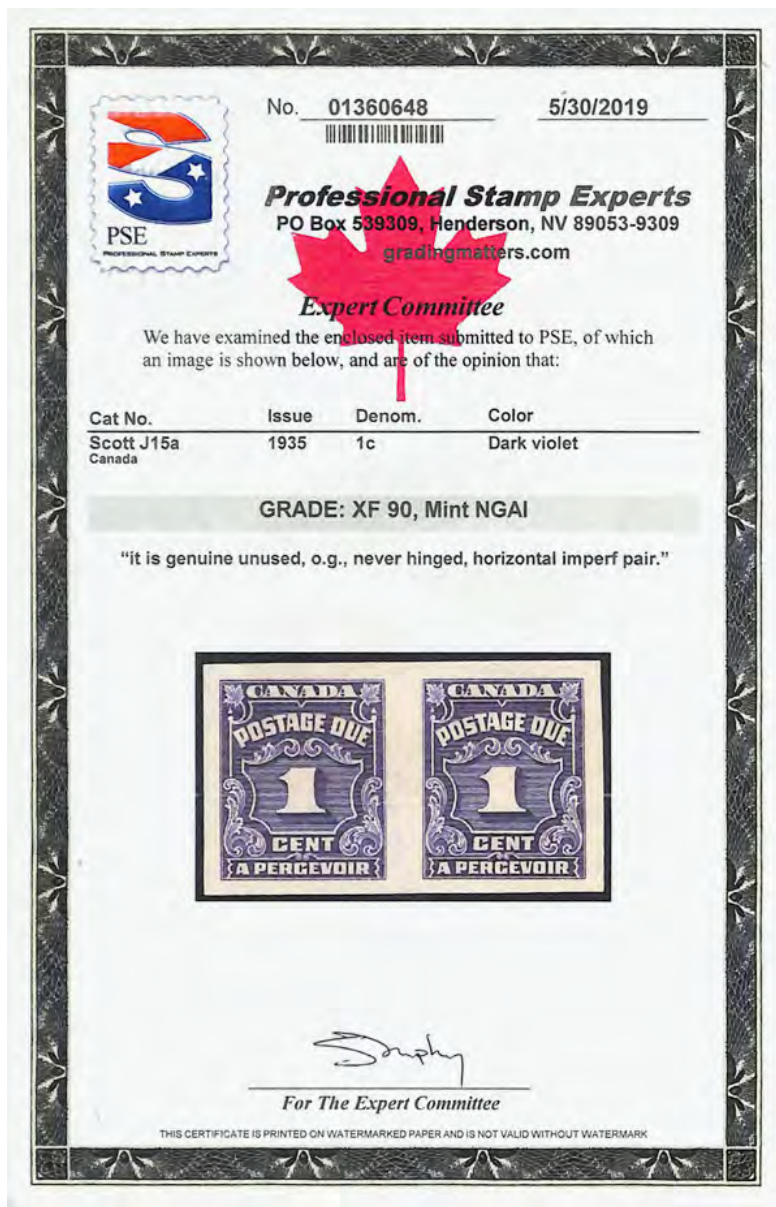 No. 01360648 5/30/2019
PSE
PROFESSIONAL STAMP EXPERTS
Professional Stamp Experts
PO Box 539309, Henderson, NV 89053-9309
gradingmatters.com
Expert Committee
We have examined the enclosed item submitted to PSE, of which
an image is shown below, and are of the opinion that:
Cat No. Issue Denom. Color
Scott J15a 1935 1c Dark violet
Canada
GRADE: XF 90, Mint NGAI
“it is genuine unused, o.g., never hinged, horizontal imperf pair.”
CANADA CANADA
POSTAGE DUE POSTAGE DUE
1 1
CENT CENT
A PERCEVOIR A PERCEVOIR
For The Expert Committee
THIS CERTIFICATE IS PRINTED ON WATERMARKED PAPER AND IS NOT VALID WITHOUT WATERMARK